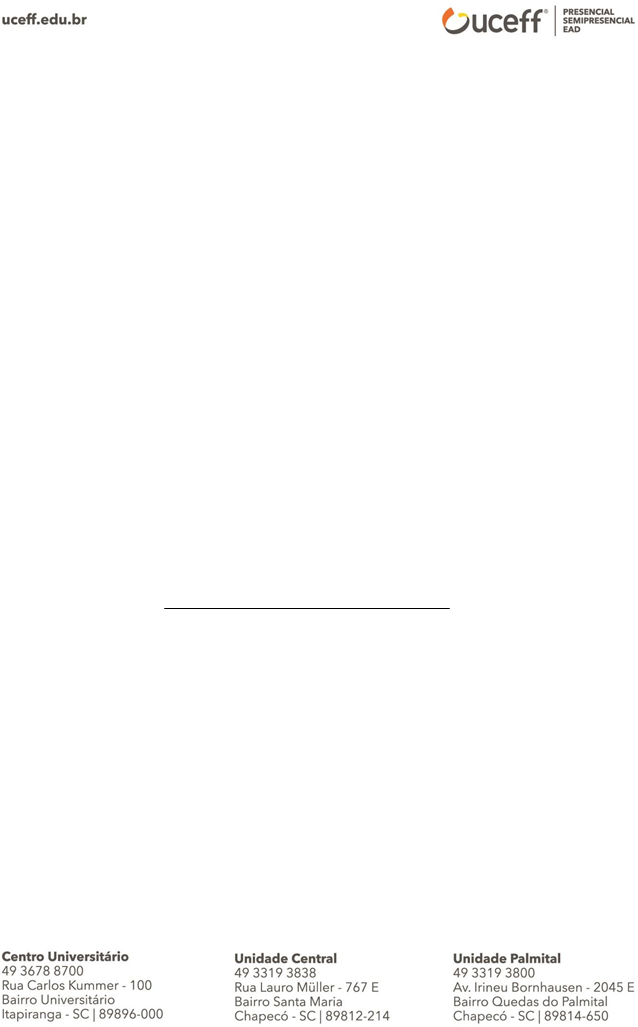 uceff.edu.br
uceff®
PRESENCIAL
SEMIPRESENCIAL
EAD
Centro Universitário
49 3678 8700
Rua Carlos Kummer - 100
Bairro Universitário
Itapiranga - SC | 89896-000
Unidade Central
49 3319 3838
Rua Lauro Müller - 767 E
Bairro Santa Maria
Chapecó - SC | 89812-214
Unidade Palmital
49 3319 3800
Av. Irineu Bornhausen - 2045 E
Bairro Quedas do Palmital
Chapecó - SC | 89814-650